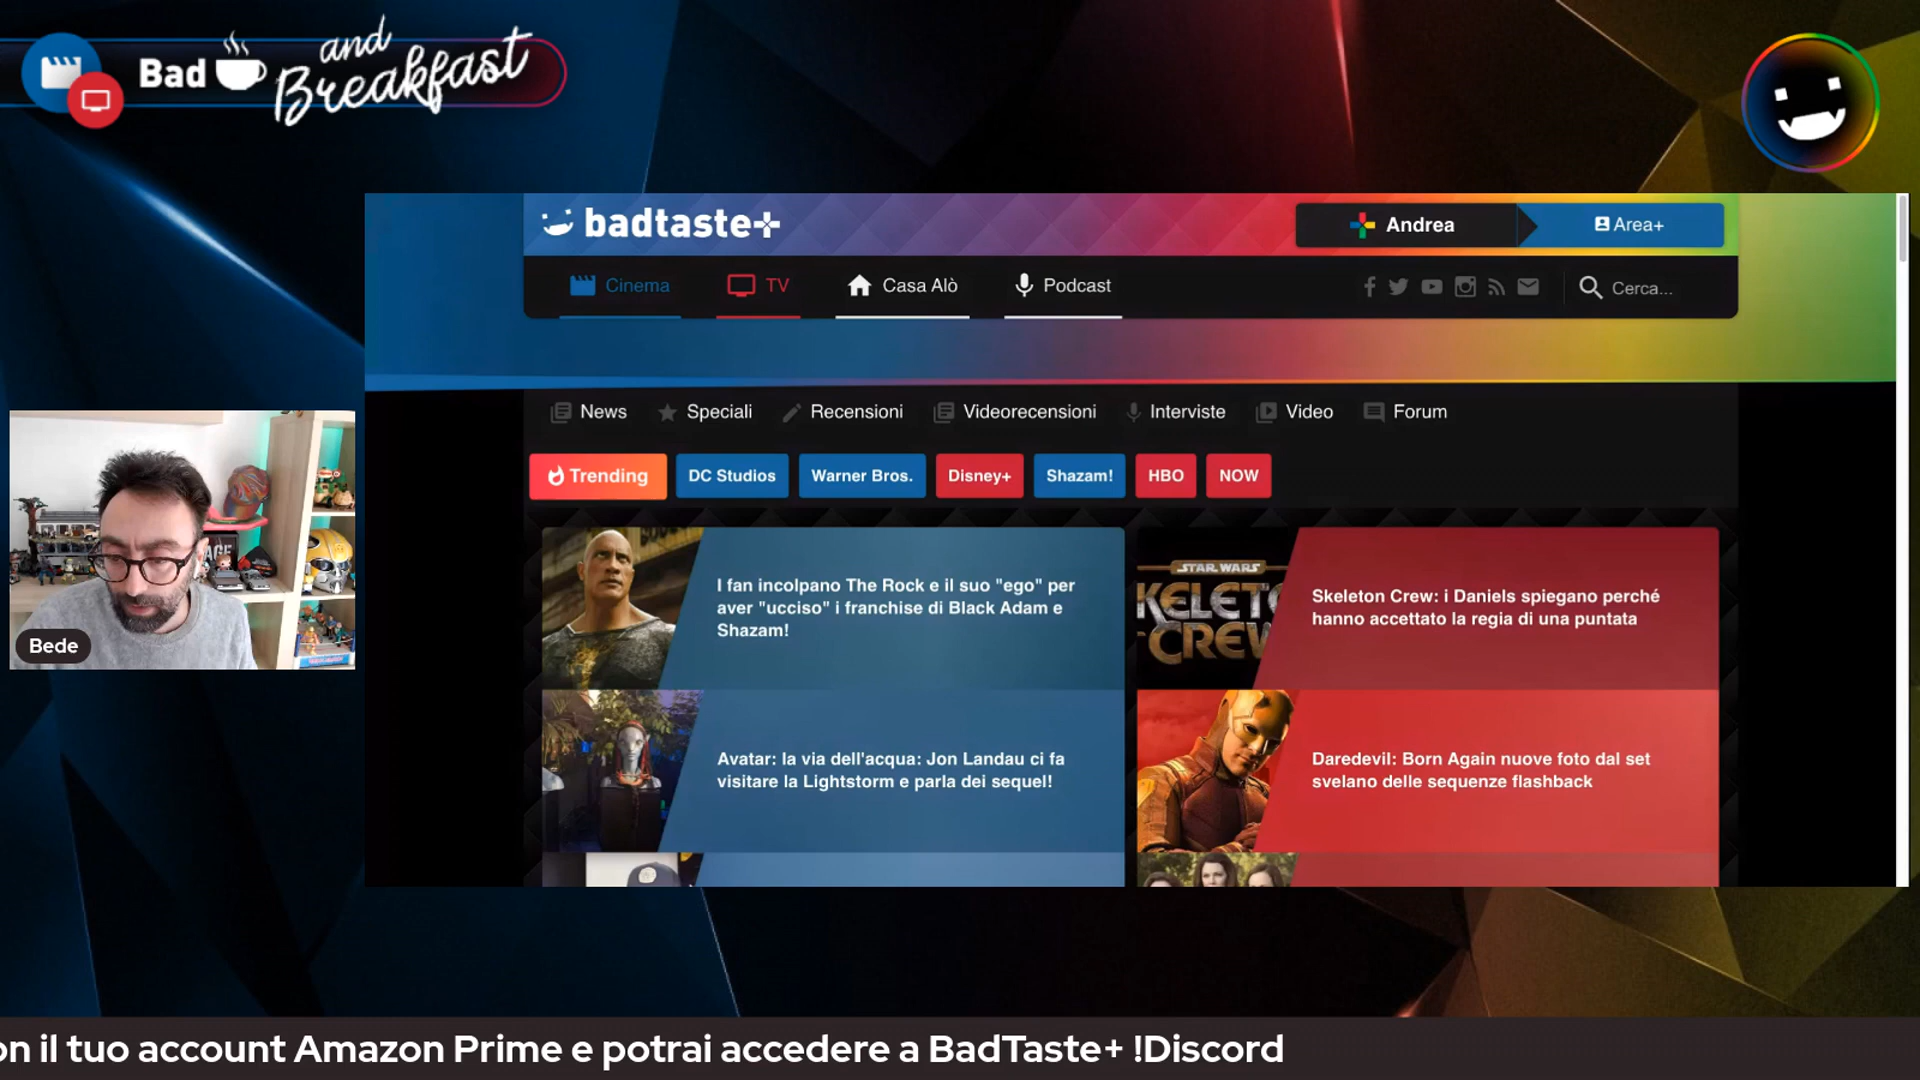 Bad and Breakfast
badtaste+
Andrea
Area+
Cinema
TV
Casa Alò
Podcast
Cerca...
News
Speciali
Recensioni
Videorecensioni
Interviste
Video
Forum
Trending
DC Studios
Warner Bros.
Disney+
Shazam!
HBO
NOW
I fan incolpano The Rock e il suo "ego" per
aver "ucciso" i franchise di Black Adam e
Shazam!
STAR WARS
Skeleton Crew: i Daniels spiegano perché
hanno accettato la regia di una puntata
CREW
Avatar: la via dell'acqua: Jon Landau ci fa
visitare la Lightstorm e parla dei sequel!
Daredevil: Born Again nuove foto dal set
svelano delle sequenze flashback
Bede
on il tuo account Amazon Prime e potrai accedere a BadTaste+ !Discord